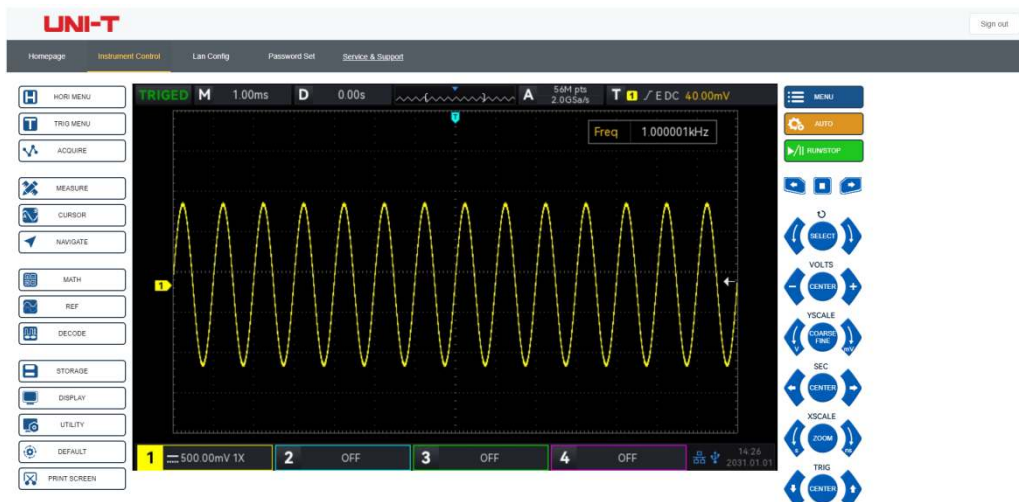 UNI-T
Sign out
Homepage Instrument Control Lan Config Password Set Service & Support
HORI MENU
TRIG MENU
ACQUIRE
MEASURE
CURSOR
NAVIGATE
MATH
REF
DECODE
STORAGE
DISPLAY
UTILITY
DEFAULT
PRINT SCREEN
TRIGED M 1.00ms D 0.00s A 56M pts 2.0GSa/s T 1 E DC 40.00mV
T
Freq 1.000001kHz
1
1 500.00mV 1X 2 OFF 3 OFF 4 OFF 14:26
2031.01.01
MENU
AUTO
RUN/STOP
SELECT
VOLTS
- CENTER +
YSCALE
COARSE
FINE
V mV
SEC
CENTER
XSCALE
ZOOM
s ns
TRIG
CENTER